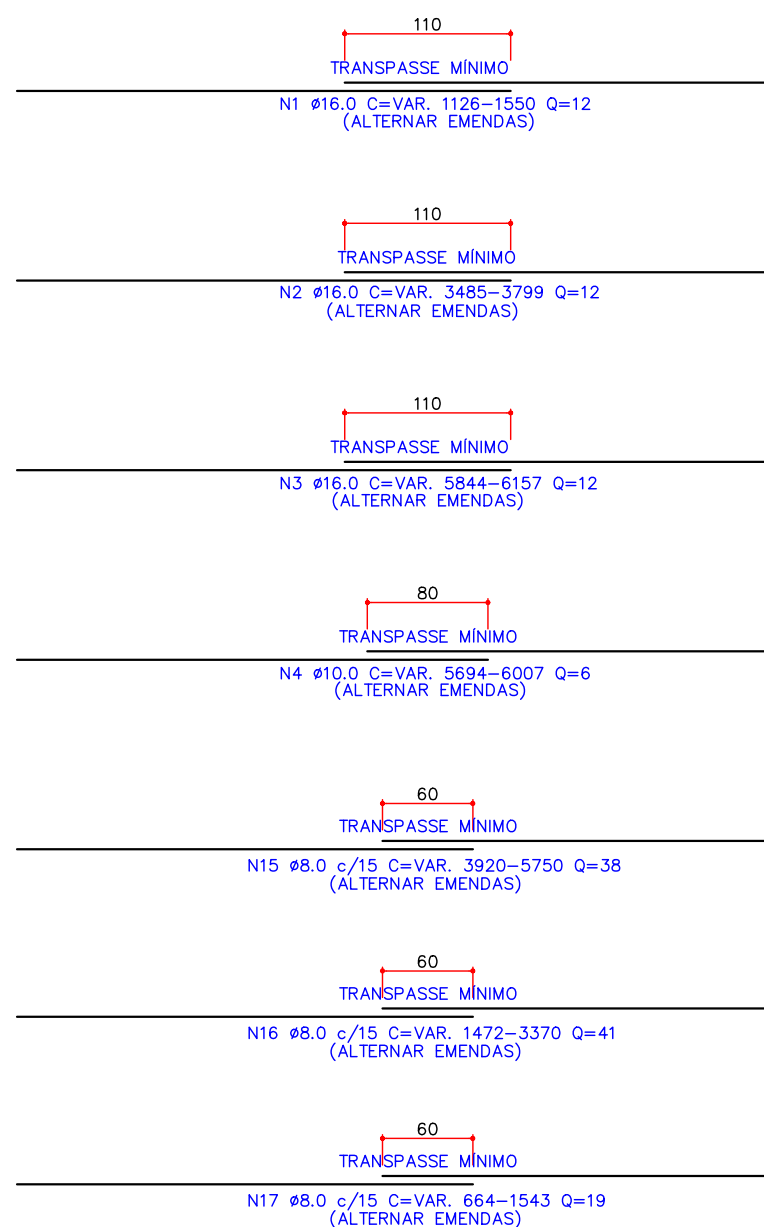 110
TRANSPASSE MÍNIMO
N1 ø16.0 C=VAR. 1126-1550 Q=12
(ALTERNAR EMENDAS)
110
TRANSPASSE MÍNIMO
N2 ø16.0 C=VAR. 3485-3799 Q=12
(ALTERNAR EMENDAS)
110
TRANSPASSE MÍNIMO
N3 ø16.0 C=VAR. 5844-6157 Q=12
(ALTERNAR EMENDAS)
80
TRANSPASSE MÍNIMO
N4 ø10.0 C=VAR. 5694-6007 Q=6
(ALTERNAR EMENDAS)
60
TRANSPASSE MÍNIMO
N15 ø8.0 c/15 C=VAR. 3920-5750 Q=38
(ALTERNAR EMENDAS)
60
TRANSPASSE MÍNIMO
N16 ø8.0 c/15 C=VAR. 1472-3370 Q=41
(ALTERNAR EMENDAS)
60
TRANSPASSE MÍNIMO
N17 ø8.0 c/15 C=VAR. 664-1543 Q=19
(ALTERNAR EMENDAS)